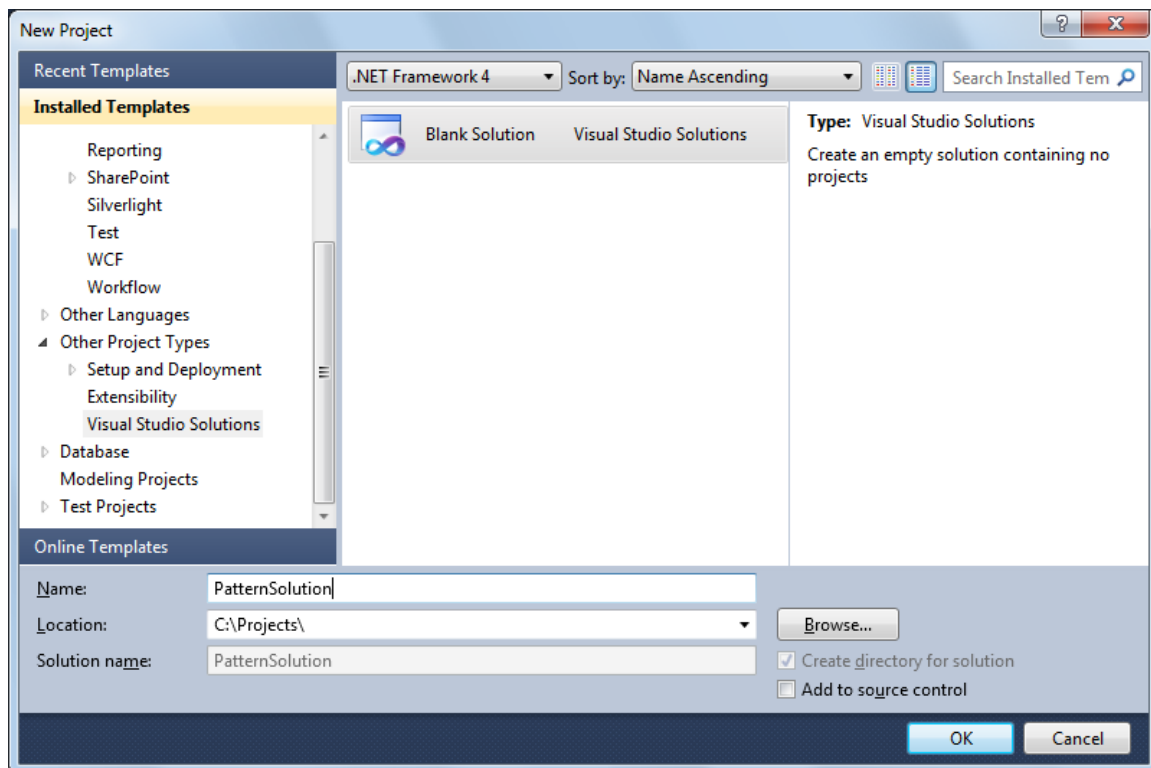 New Project
Recent Templates
Installed Templates
Reporting
SharePoint
Silverlight
Test
WCF
Workflow
Other Languages
Other Project Types
Setup and Deployment
Extensibility
Visual Studio Solutions
Database
Modeling Projects
Test Projects
Online Templates
.NET Framework 4 Sort by: Name Ascending Search Installed Tem
Blank Solution Visual Studio Solutions
Type: Visual Studio Solutions
Create an empty solution containing no
projects
Name: PatternSolution
Location: C:\Projects\ Browse...
Solution name: PatternSolution
Create directory for solution
Add to source control
OK Cancel